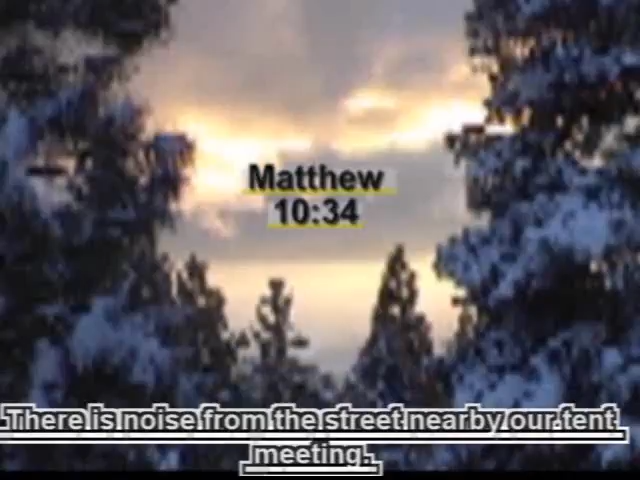 Matthew
10:34
There is noise from the street nearby our tent
meeting.